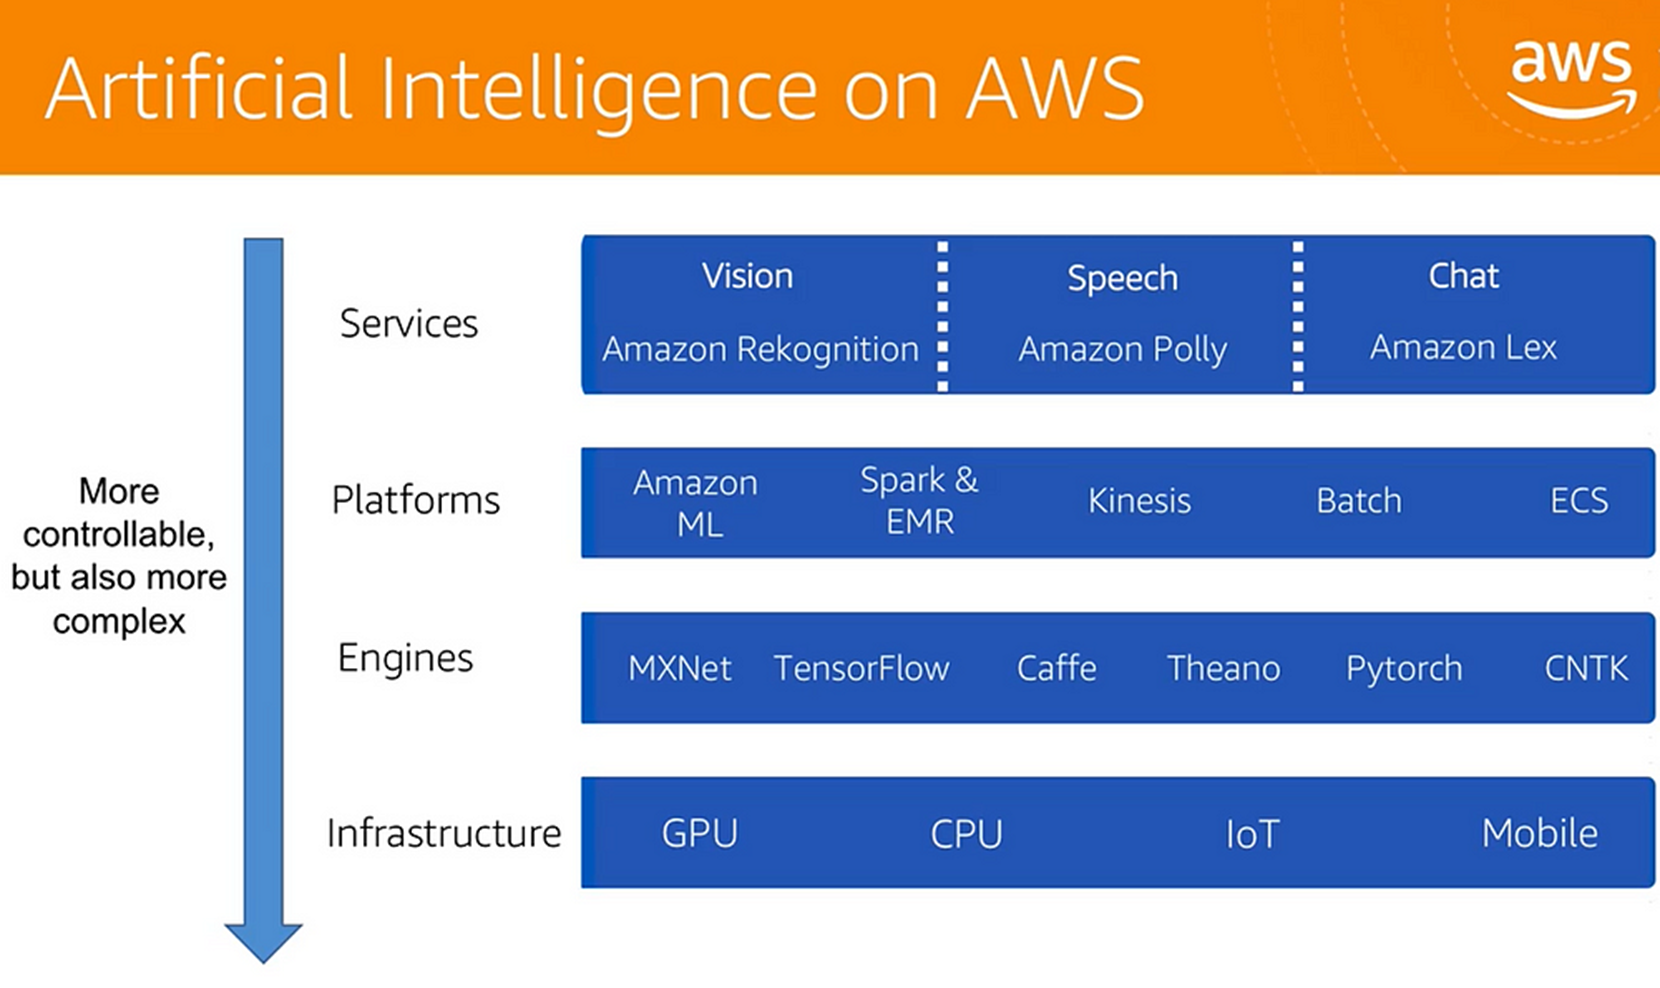 Artificial Intelligence on AWS
aws
More
controllable,
but also more
complex
Services
Vision
Amazon Rekognition
Speech
Amazon Polly
Chat
Amazon Lex
Platforms
Amazon
ML
Spark &
EMR
Kinesis
Batch
ECS
Engines
MXNet
TensorFlow
Caffe
Theano
Pytorch
CNTK
Infrastructure
GPU
CPU
IoT
Mobile